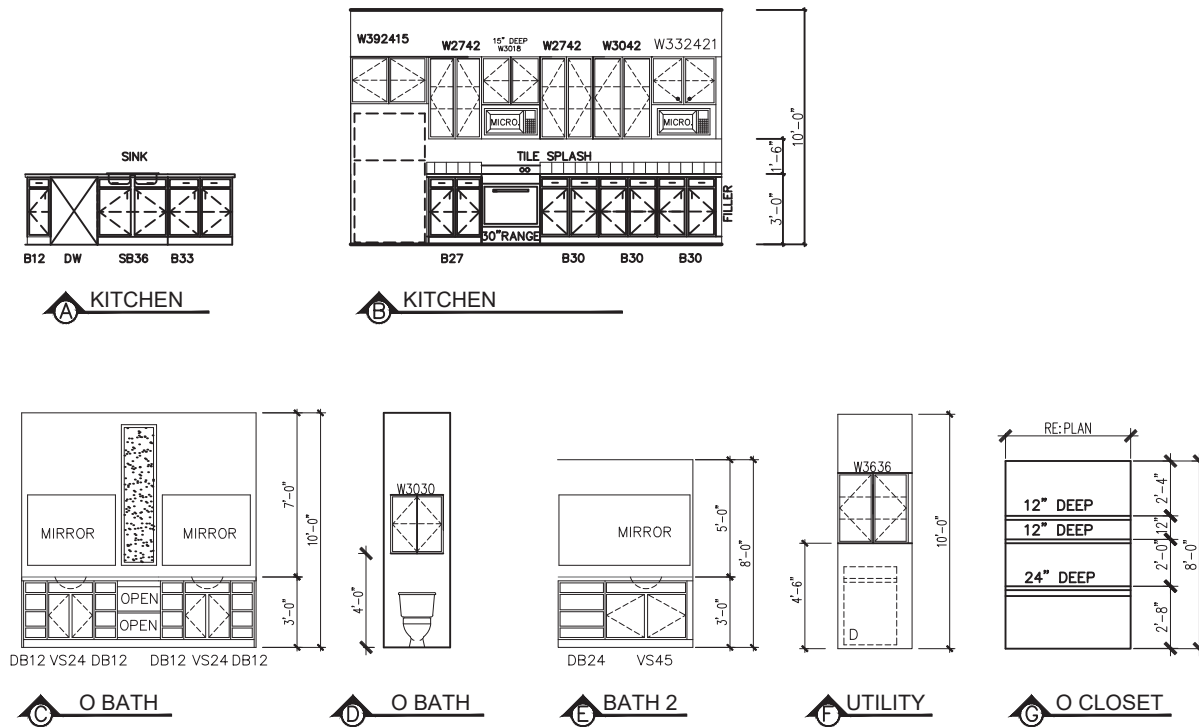 SINK
B12 DW SB36 B33
A KITCHEN
W392415 W2742 15" DEEP W3018 W2742 W3042 W332421
MICRO. MICRO.
TILE SPLASH
30"RANGE
FILLER
B27 B30 B30 B30
10'-0"
1'-6"
3'-0"
B KITCHEN
MIRROR MIRROR
OPEN
OPEN
7'-0"
3'-0"
10'-0"
DB12 VS24 DB12 DB12 VS24 DB12
C O BATH
W3030
4'-0"
D O BATH
MIRROR
5'-0"
3'-0"
8'-0"
DB24 VS45
E BATH 2
W3636
D
4'-6"
10'-0"
F UTILITY
RE:PLAN
12" DEEP
12" DEEP
24" DEEP
2'-4"
12"
2'-0"
2'-8"
8'-0"
G O CLOSET